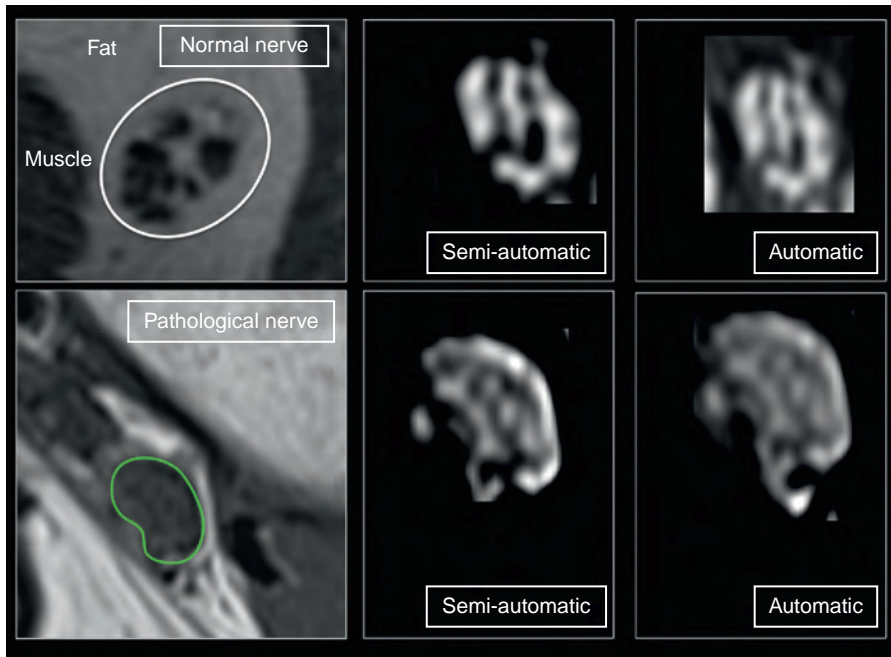 Fat
Normal nerve
Muscle
Semi-automatic
Automatic
Pathological nerve
Semi-automatic
Automatic